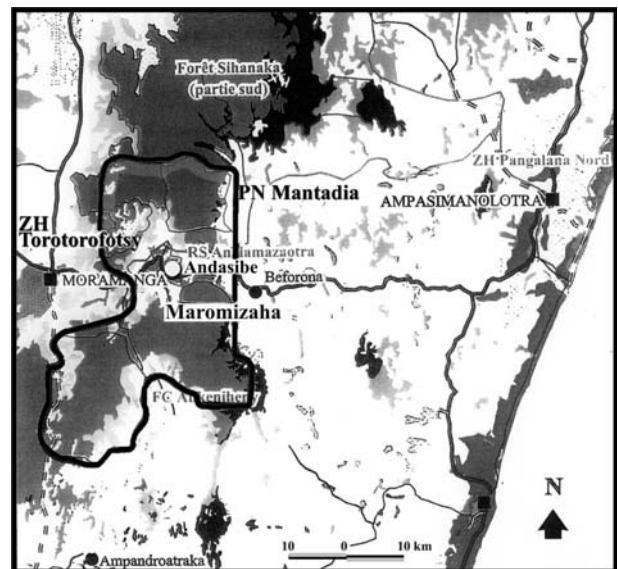 Forêt Sihanaka
(partie sud)
ZH Pangalana Nord
PN Mantadia
AMPASIMANOLOTRA
ZH
Torotorofotsy
RS Analamazaotra
Andasibe
MORAMANGA
Beforona
Maromizaha
FC Ankeniheny
N
10 0 10 km
Ampandroatraka